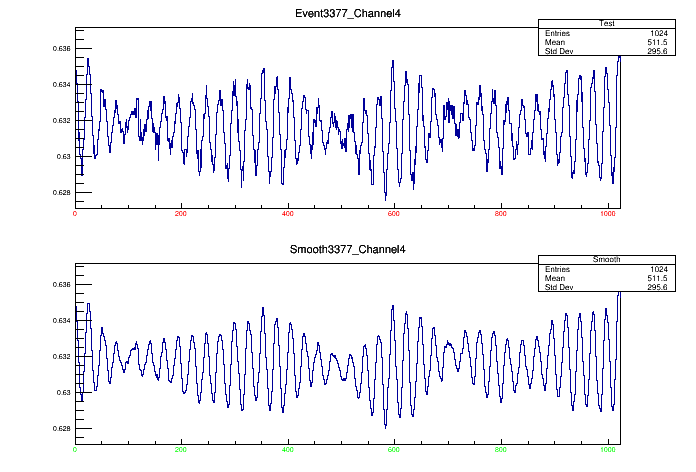 Event3377_Channel4
Test
Entries 1024
Mean 511.5
Std Dev 295.6
0.636
0.634
0.632
0.63
0.628
0 200 400 600 800 1000
Smooth3377_Channel4
Smooth
Entries 1024
Mean 511.5
Std Dev 295.6
0.636
0.634
0.632
0.63
0.628
0 200 400 600 800 1000